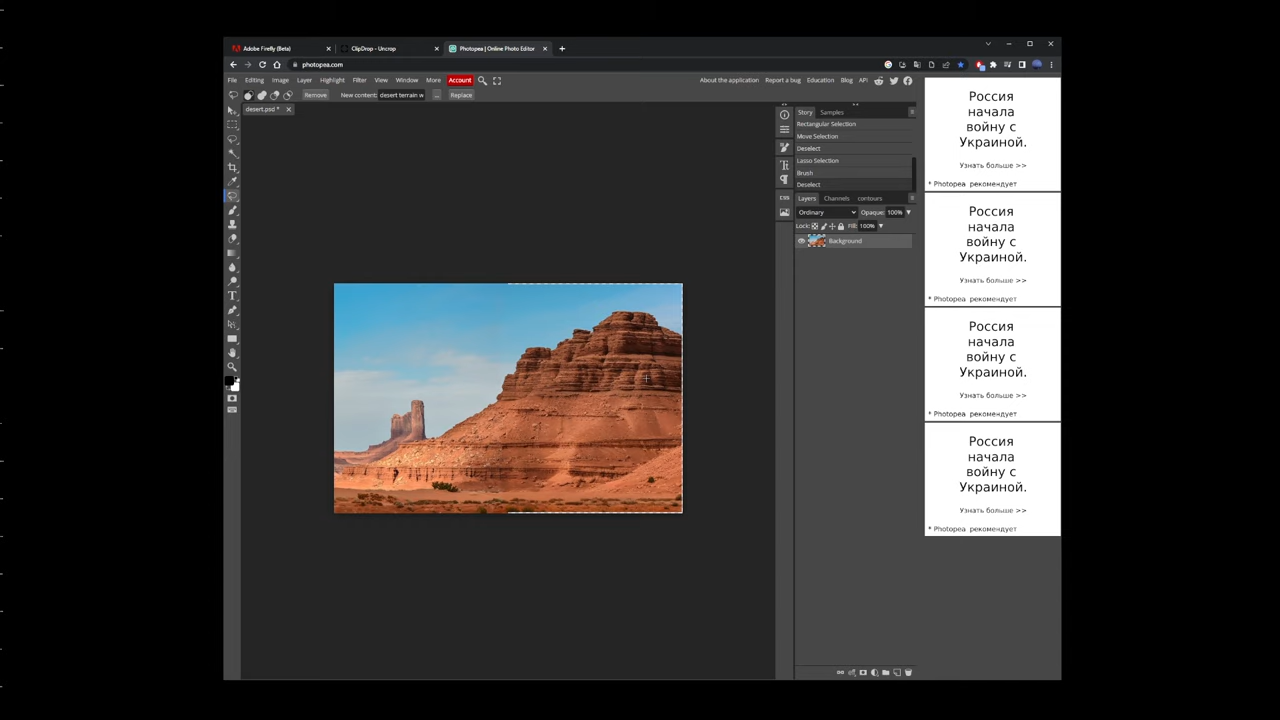 Adobe Firefly (Beta)
ClipDrop - Uncrop
Photopea | Online Photo Editor
photopea.com
File Editing Image Layer Highlight Filter View Window More Account
About the application Report a bug Education Blog API
Remove New content: desert terrain w ... Replace
desert.psd *
Story Samples
Rectangular Selection
Move Selection
Deselect
Lasso Selection
Brush
Deselect
CSS
Layers Channels contours
Ordinary Opaque: 100%
Lock: Fill: 100%
Background
Россия
начала
войну с
Украиной.
Узнать больше >>
* Photopea рекомендует
Россия
начала
войну с
Украиной.
Узнать больше >>
* Photopea рекомендует
Россия
начала
войну с
Украиной.
Узнать больше >>
* Photopea рекомендует
Россия
начала
войну с
Украиной.
Узнать больше >>
* Photopea рекомендует